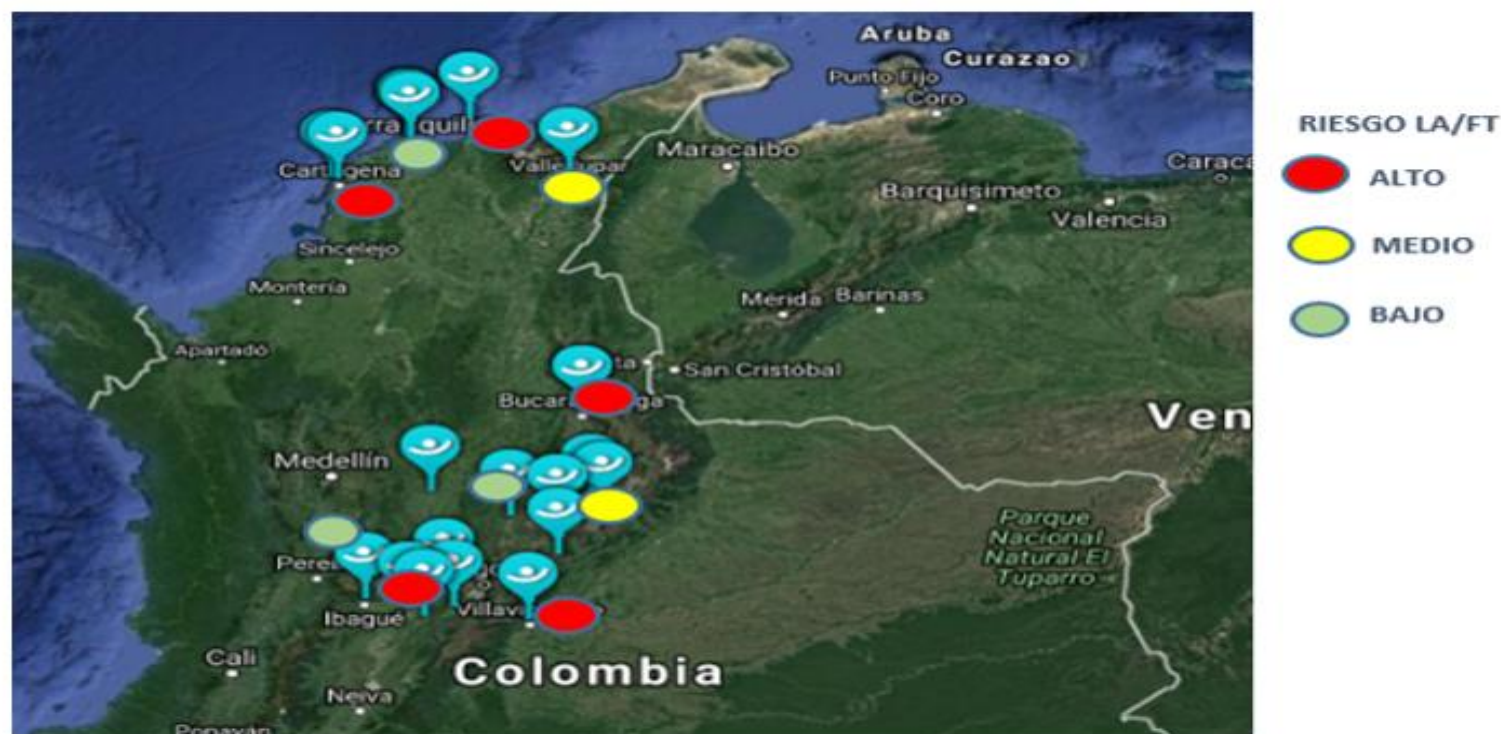 Aruba
Curazao
Punto Fijo
Coro
Cartagena
Maracaibo
Barquisimeto
Valencia
Sincelejo
Montería
Mérida
Barinas
Apartadó
San Cristóbal
Medellín
Ven
Parque
Nacional
Natural El
Tuparro
Ibagué
Cali
Colombia
Neiva
Popayán
RIESGO LA/FT
ALTO
MEDIO
BAJO